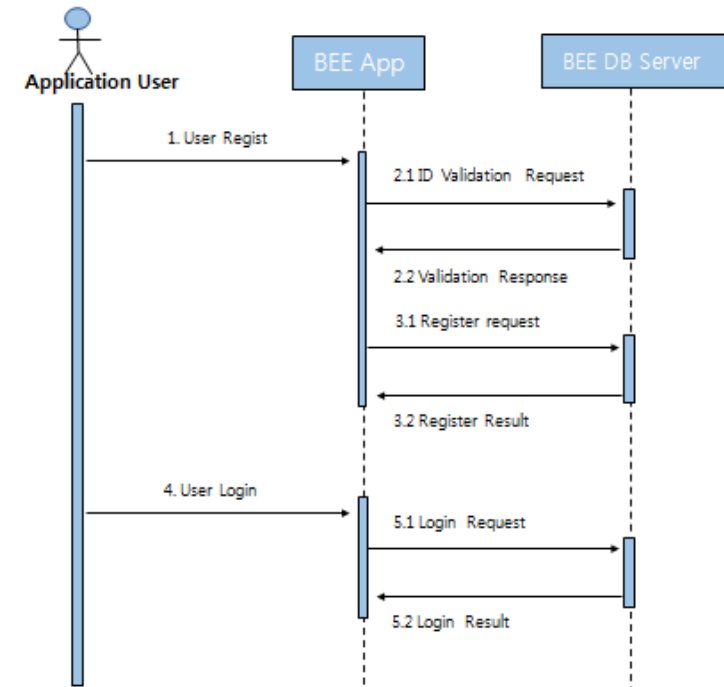 Application User
BEE App
BEE DB Server
1. User Regist
2.1 ID Validation Request
2.2 Validation Response
3.1 Register request
3.2 Register Result
4. User Login
5.1 Login Request
5.2 Login Result